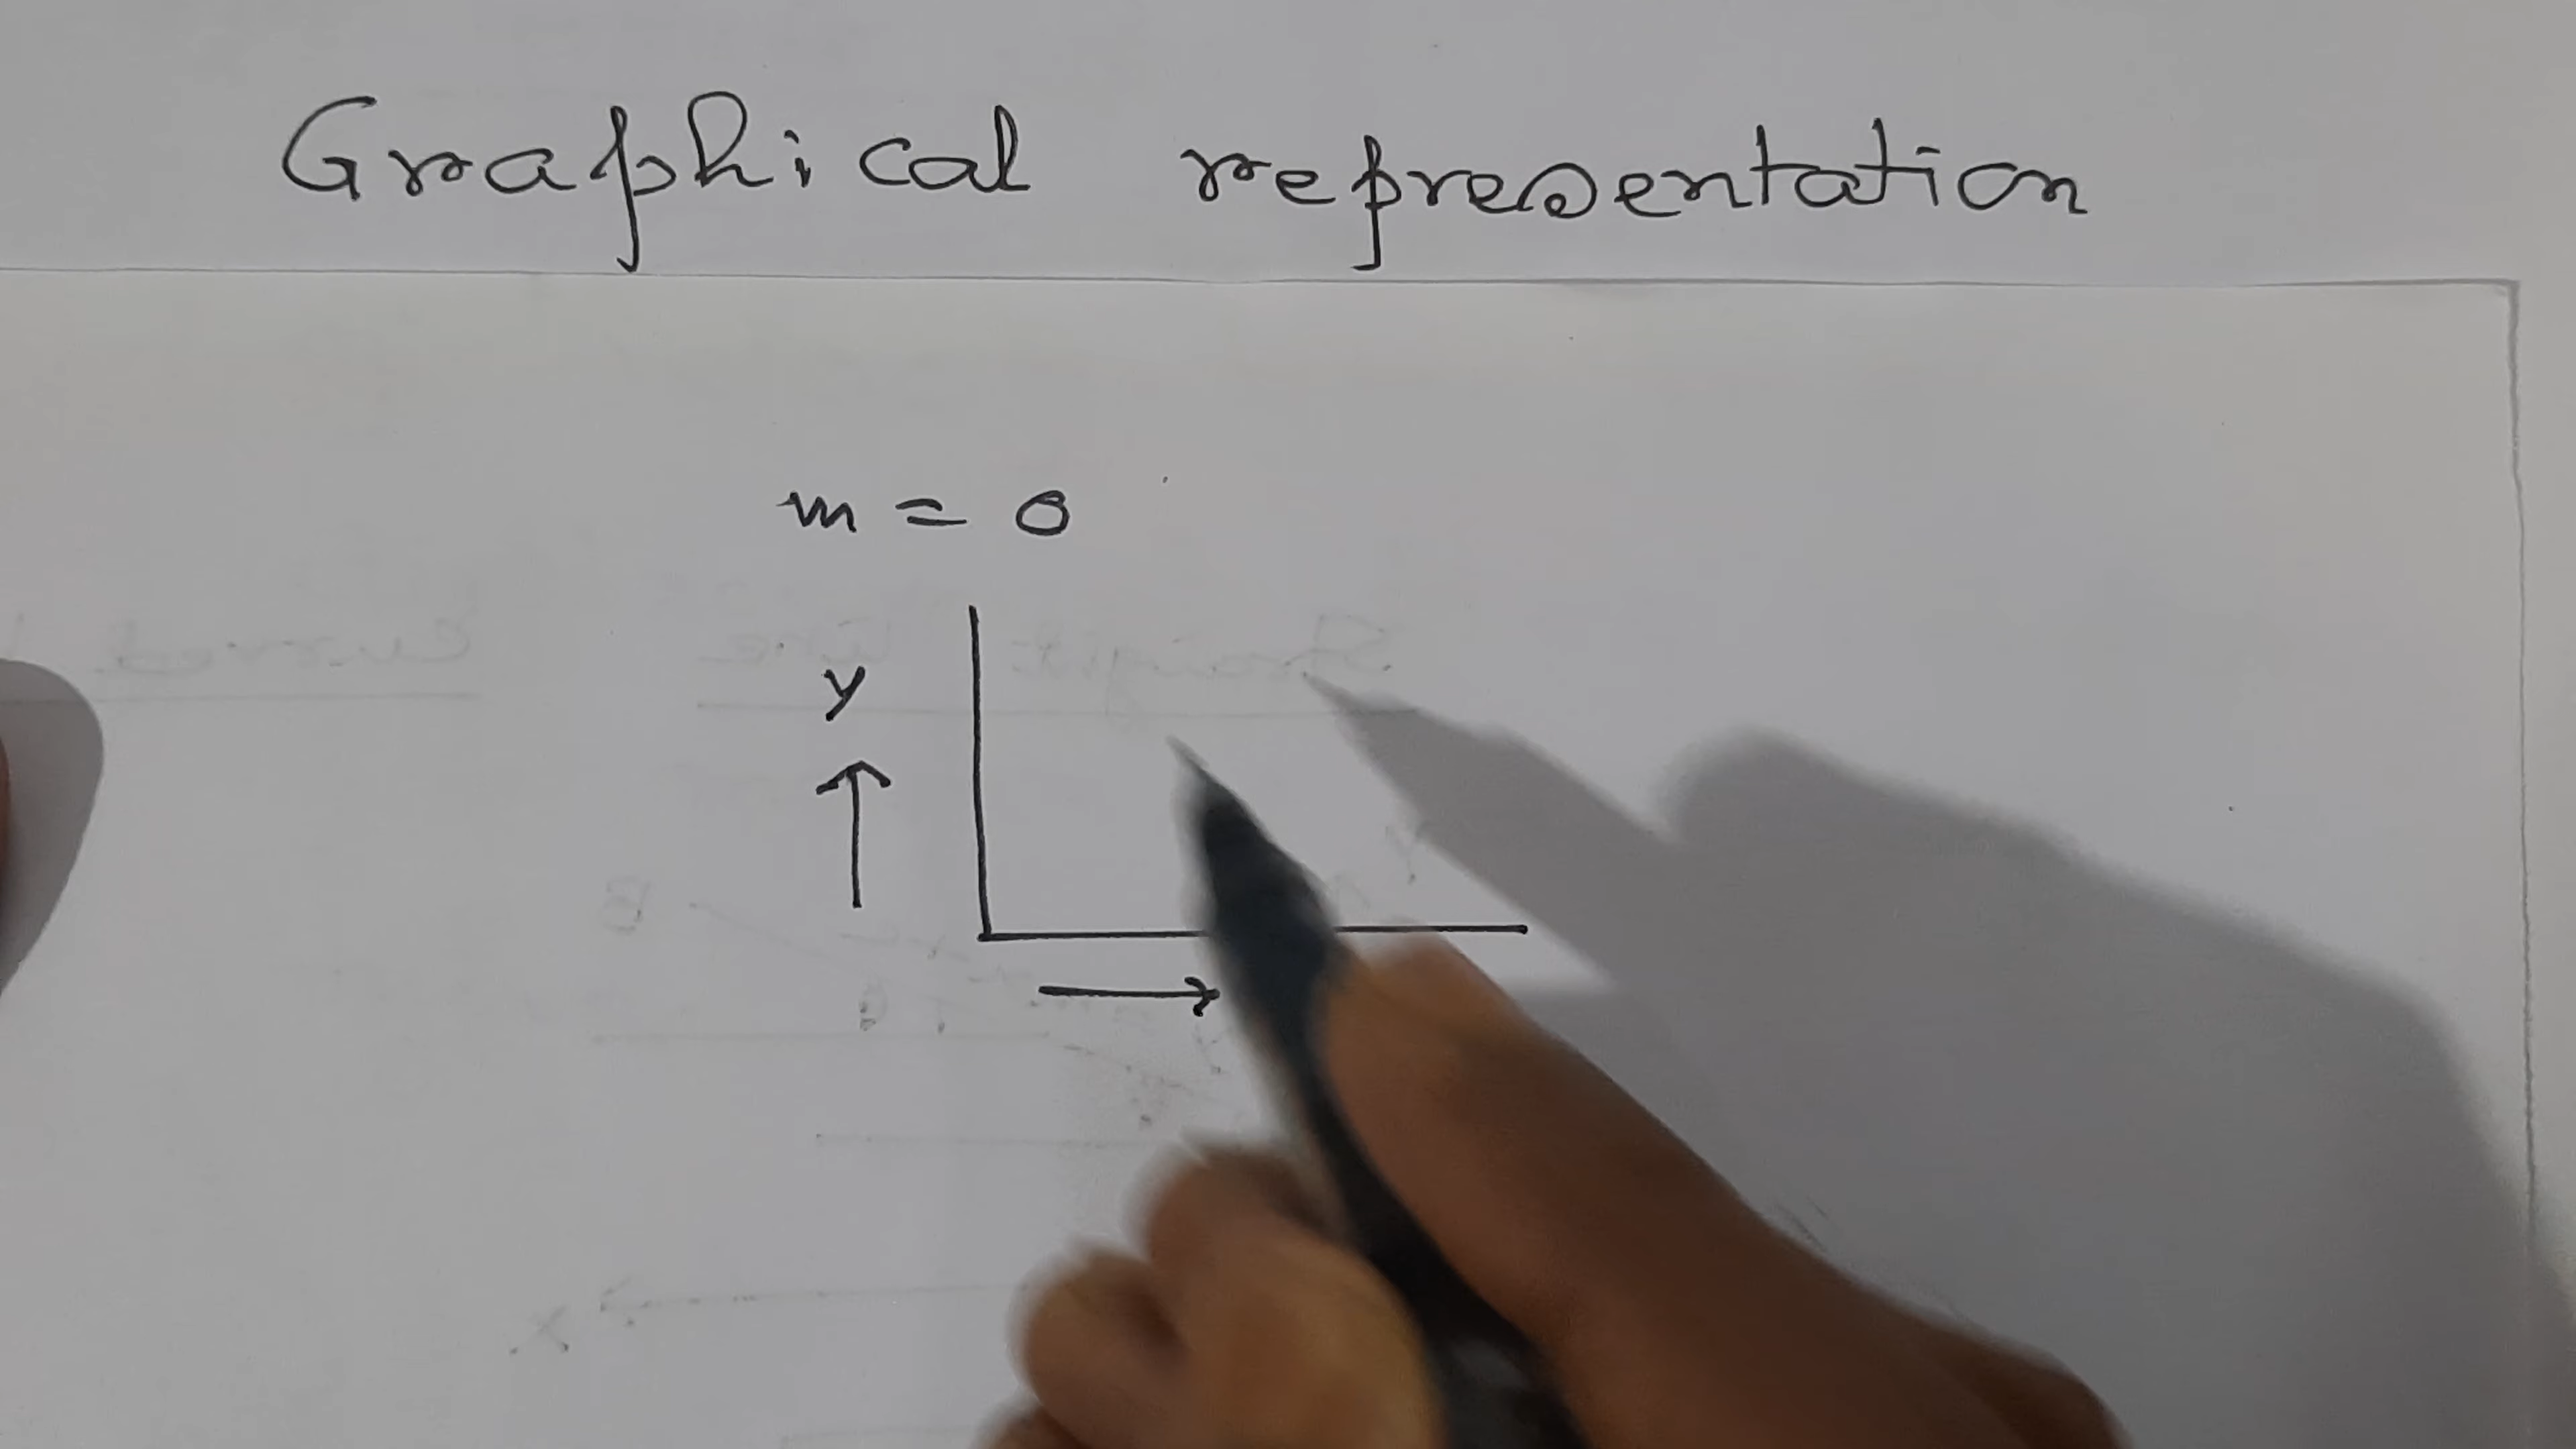 Graphical representation
m = 0
y